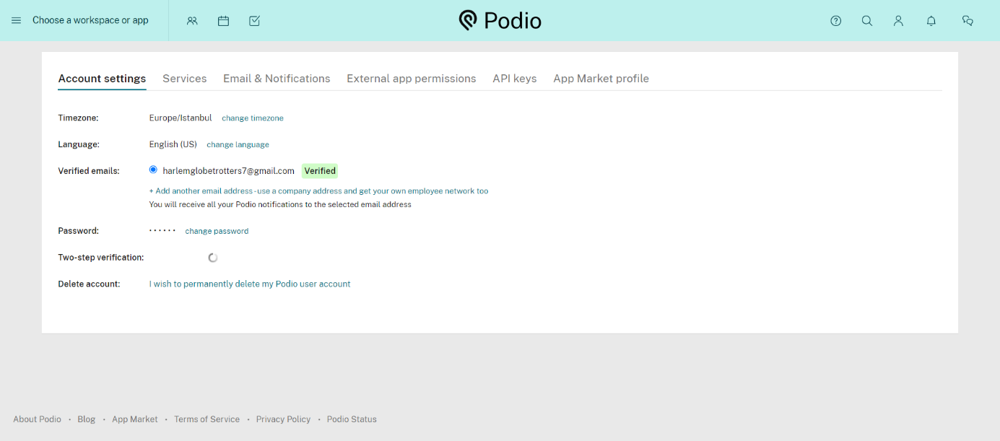 Choose a workspace or app
Podio
Account settings Services Email & Notifications External app permissions API keys App Market profile
Timezone: Europe/Istanbul change timezone
Language: English (US) change language
Verified emails: harlemglobetrotters7@gmail.com Verified
+ Add another email address - use a company address and get your own employee network too
You will receive all your Podio notifications to the selected email address
Password: • • • • • • change password
Two-step verification:
Delete account: I wish to permanently delete my Podio user account
About Podio • Blog • App Market • Terms of Service • Privacy Policy • Podio Status